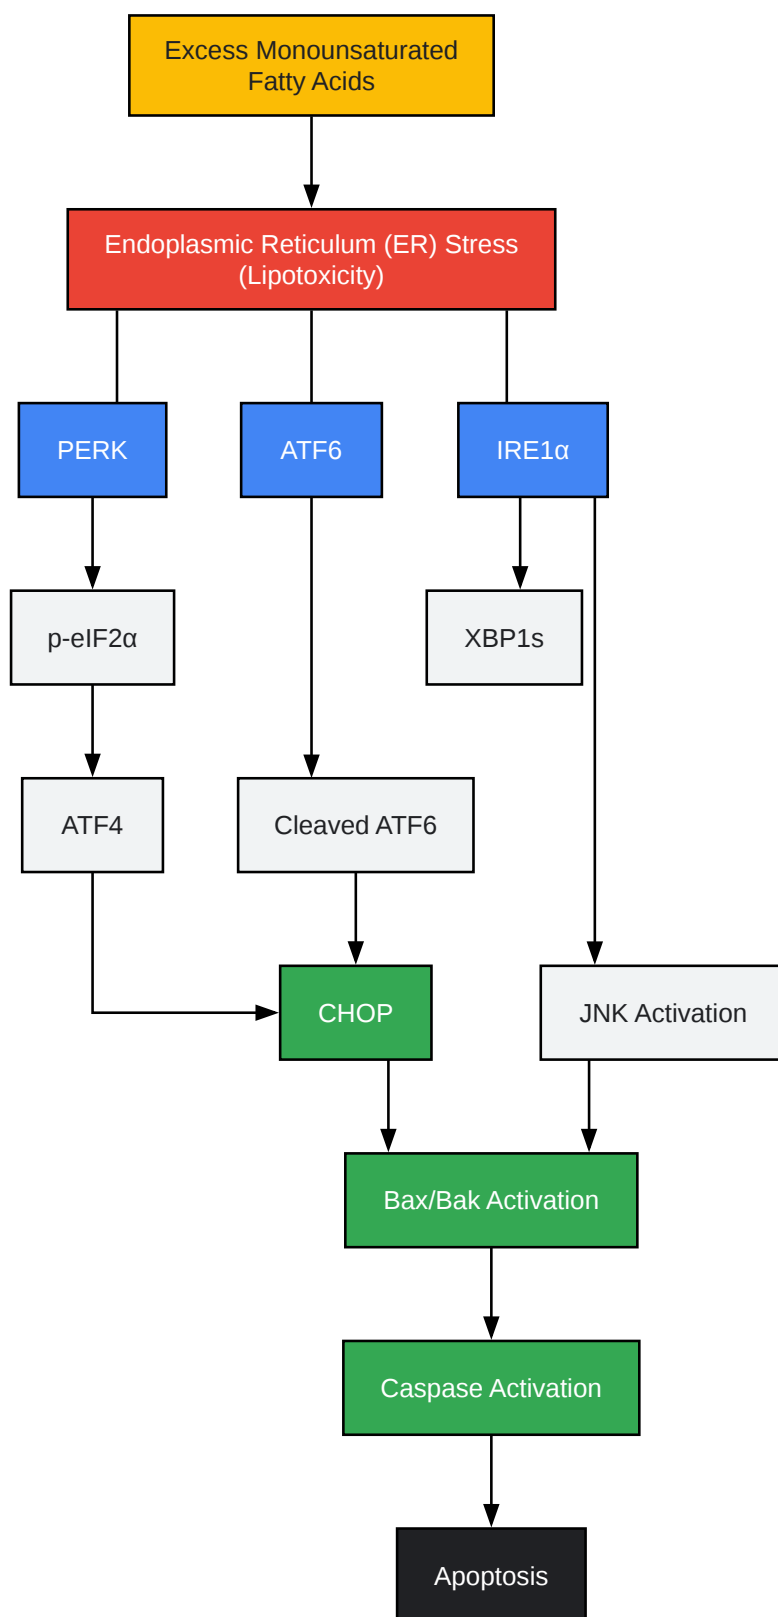 Excess Monounsaturated
Fatty Acids
Endoplasmic Reticulum (ER) Stress
(Lipotoxicity)
PERK
ATF6
IRE1α
p-eIF2α
XBP1s
ATF4
Cleaved ATF6
CHOP
JNK Activation
Bax/Bak Activation
Caspase Activation
Apoptosis